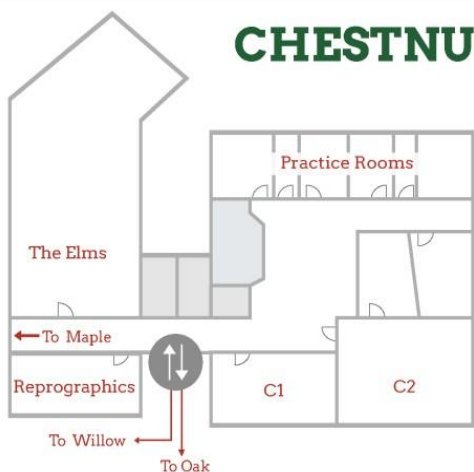 CHESTNU
Practice Rooms
The Elms
To Maple
Reprographics
C1
C2
To Willow
To Oak